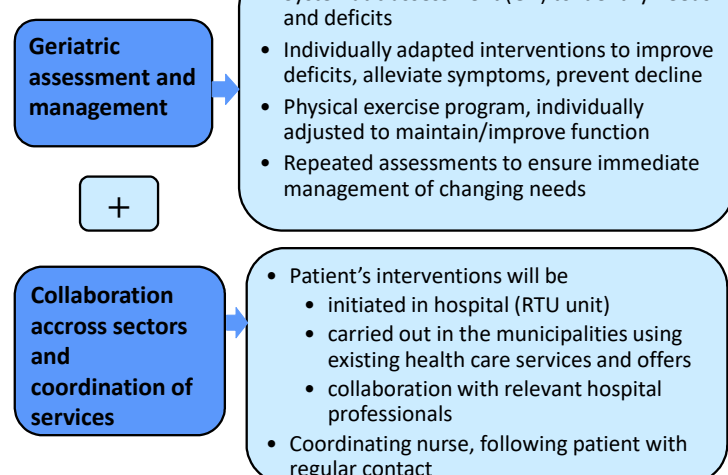 and deficits
Geriatric
assessment and
management
• Individually adapted interventions to improve
deficits, alleviate symptoms, prevent decline
• Physical exercise program, individually
adjusted to maintain/improve function
• Repeated assessments to ensure immediate
management of changing needs
+
Collaboration
accross sectors
and
coordination of
services
• Patient's interventions will be
• initiated in hospital (RTU unit)
• carried out in the municipalities using
existing health care services and offers
• collaboration with relevant hospital
professionals
• Coordinating nurse, following patient with
regular contact